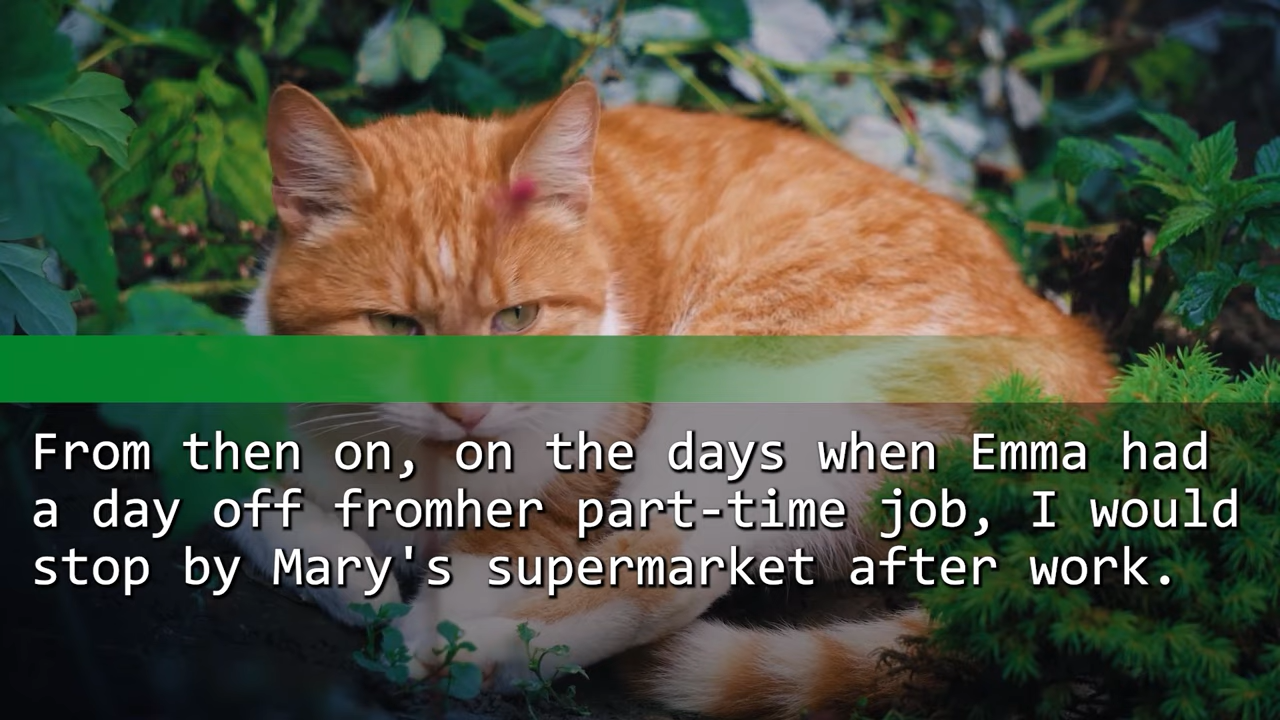 From then on, on the days when Emma had
a day off fromher part-time job, I would
stop by Mary's supermarket after work.